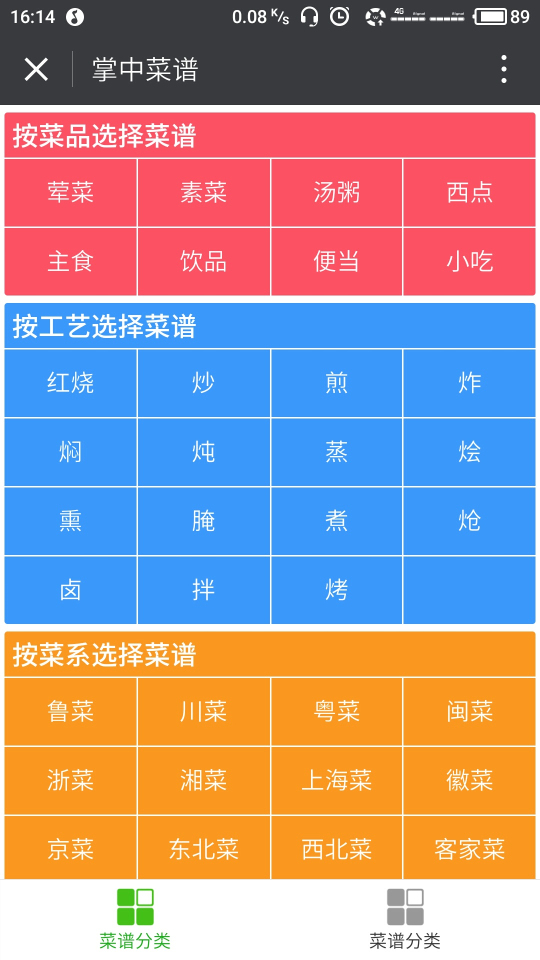 16:14 0.08 K/s 4G 89
掌中菜谱
按菜品选择菜谱
荤菜 素菜 汤粥 西点
主食 饮品 便当 小吃
按工艺选择菜谱
红烧 炒 煎 炸
焖 炖 蒸 烩
熏 腌 煮 炝
卤 拌 烤
按菜系选择菜谱
鲁菜 川菜 粤菜 闽菜
浙菜 湘菜 上海菜 徽菜
京菜 东北菜 西北菜 客家菜
菜谱分类 菜谱分类